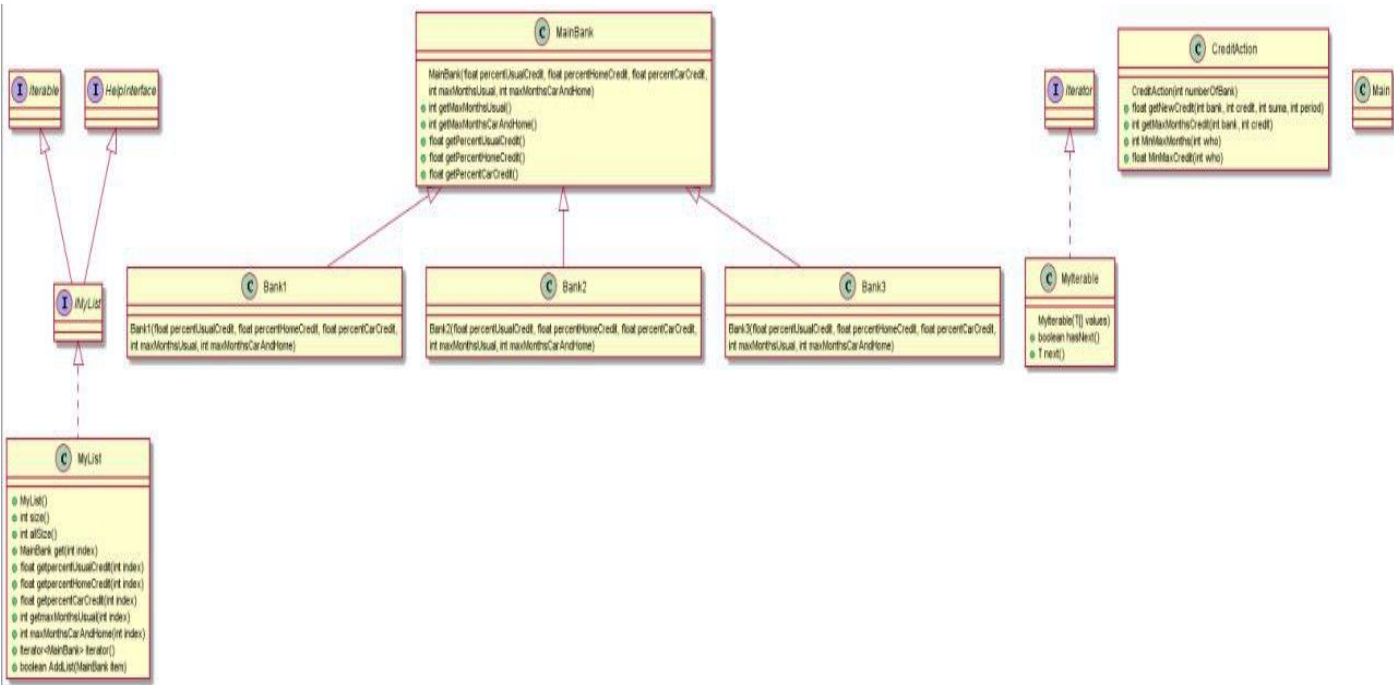 C MainBank
MainBank(float percentUsualCredit, float percentHomeCredit, float percentCarCredit,
int maxMonthsUsual, int maxMonthsCarAndHome)
int getMaxMonthsUsual()
int getMaxMonthsCarAndHome()
float getPercentUsualCredit()
float getPercentHomeCredit()
float getPercentCarCredit()
I Iterable
I HelpInterface
I Iterator
C CreditAction
CreditAction(int numberOfBank)
float getNewCredit(int bank, int credit, int suma, int period)
int getMaxMonthsCredit(int bank, int credit)
int MinMaxMonths(int who)
float MinMaxCredit(int who)
C Main
I IMyList
C Bank1
Bank1(float percentUsualCredit, float percentHomeCredit, float percentCarCredit,
int maxMonthsUsual, int maxMonthsCarAndHome)
C Bank2
Bank2(float percentUsualCredit, float percentHomeCredit, float percentCarCredit,
int maxMonthsUsual, int maxMonthsCarAndHome)
C Bank3
Bank3(float percentUsualCredit, float percentHomeCredit, float percentCarCredit,
int maxMonthsUsual, int maxMonthsCarAndHome)
C MyIterable
MyIterable(T[] values)
boolean hasNext()
T next()
C MyList
MyList()
int size()
int allSize()
MainBank get(int index)
float getpercentUsualCredit(int index)
float getpercentHomeCredit(int index)
float getpercentCarCredit(int index)
int getmaxMonthsUsual(int index)
int maxMonthsCarAndHome(int index)
Iterator<MainBank> iterator()
boolean AddList(MainBank item)